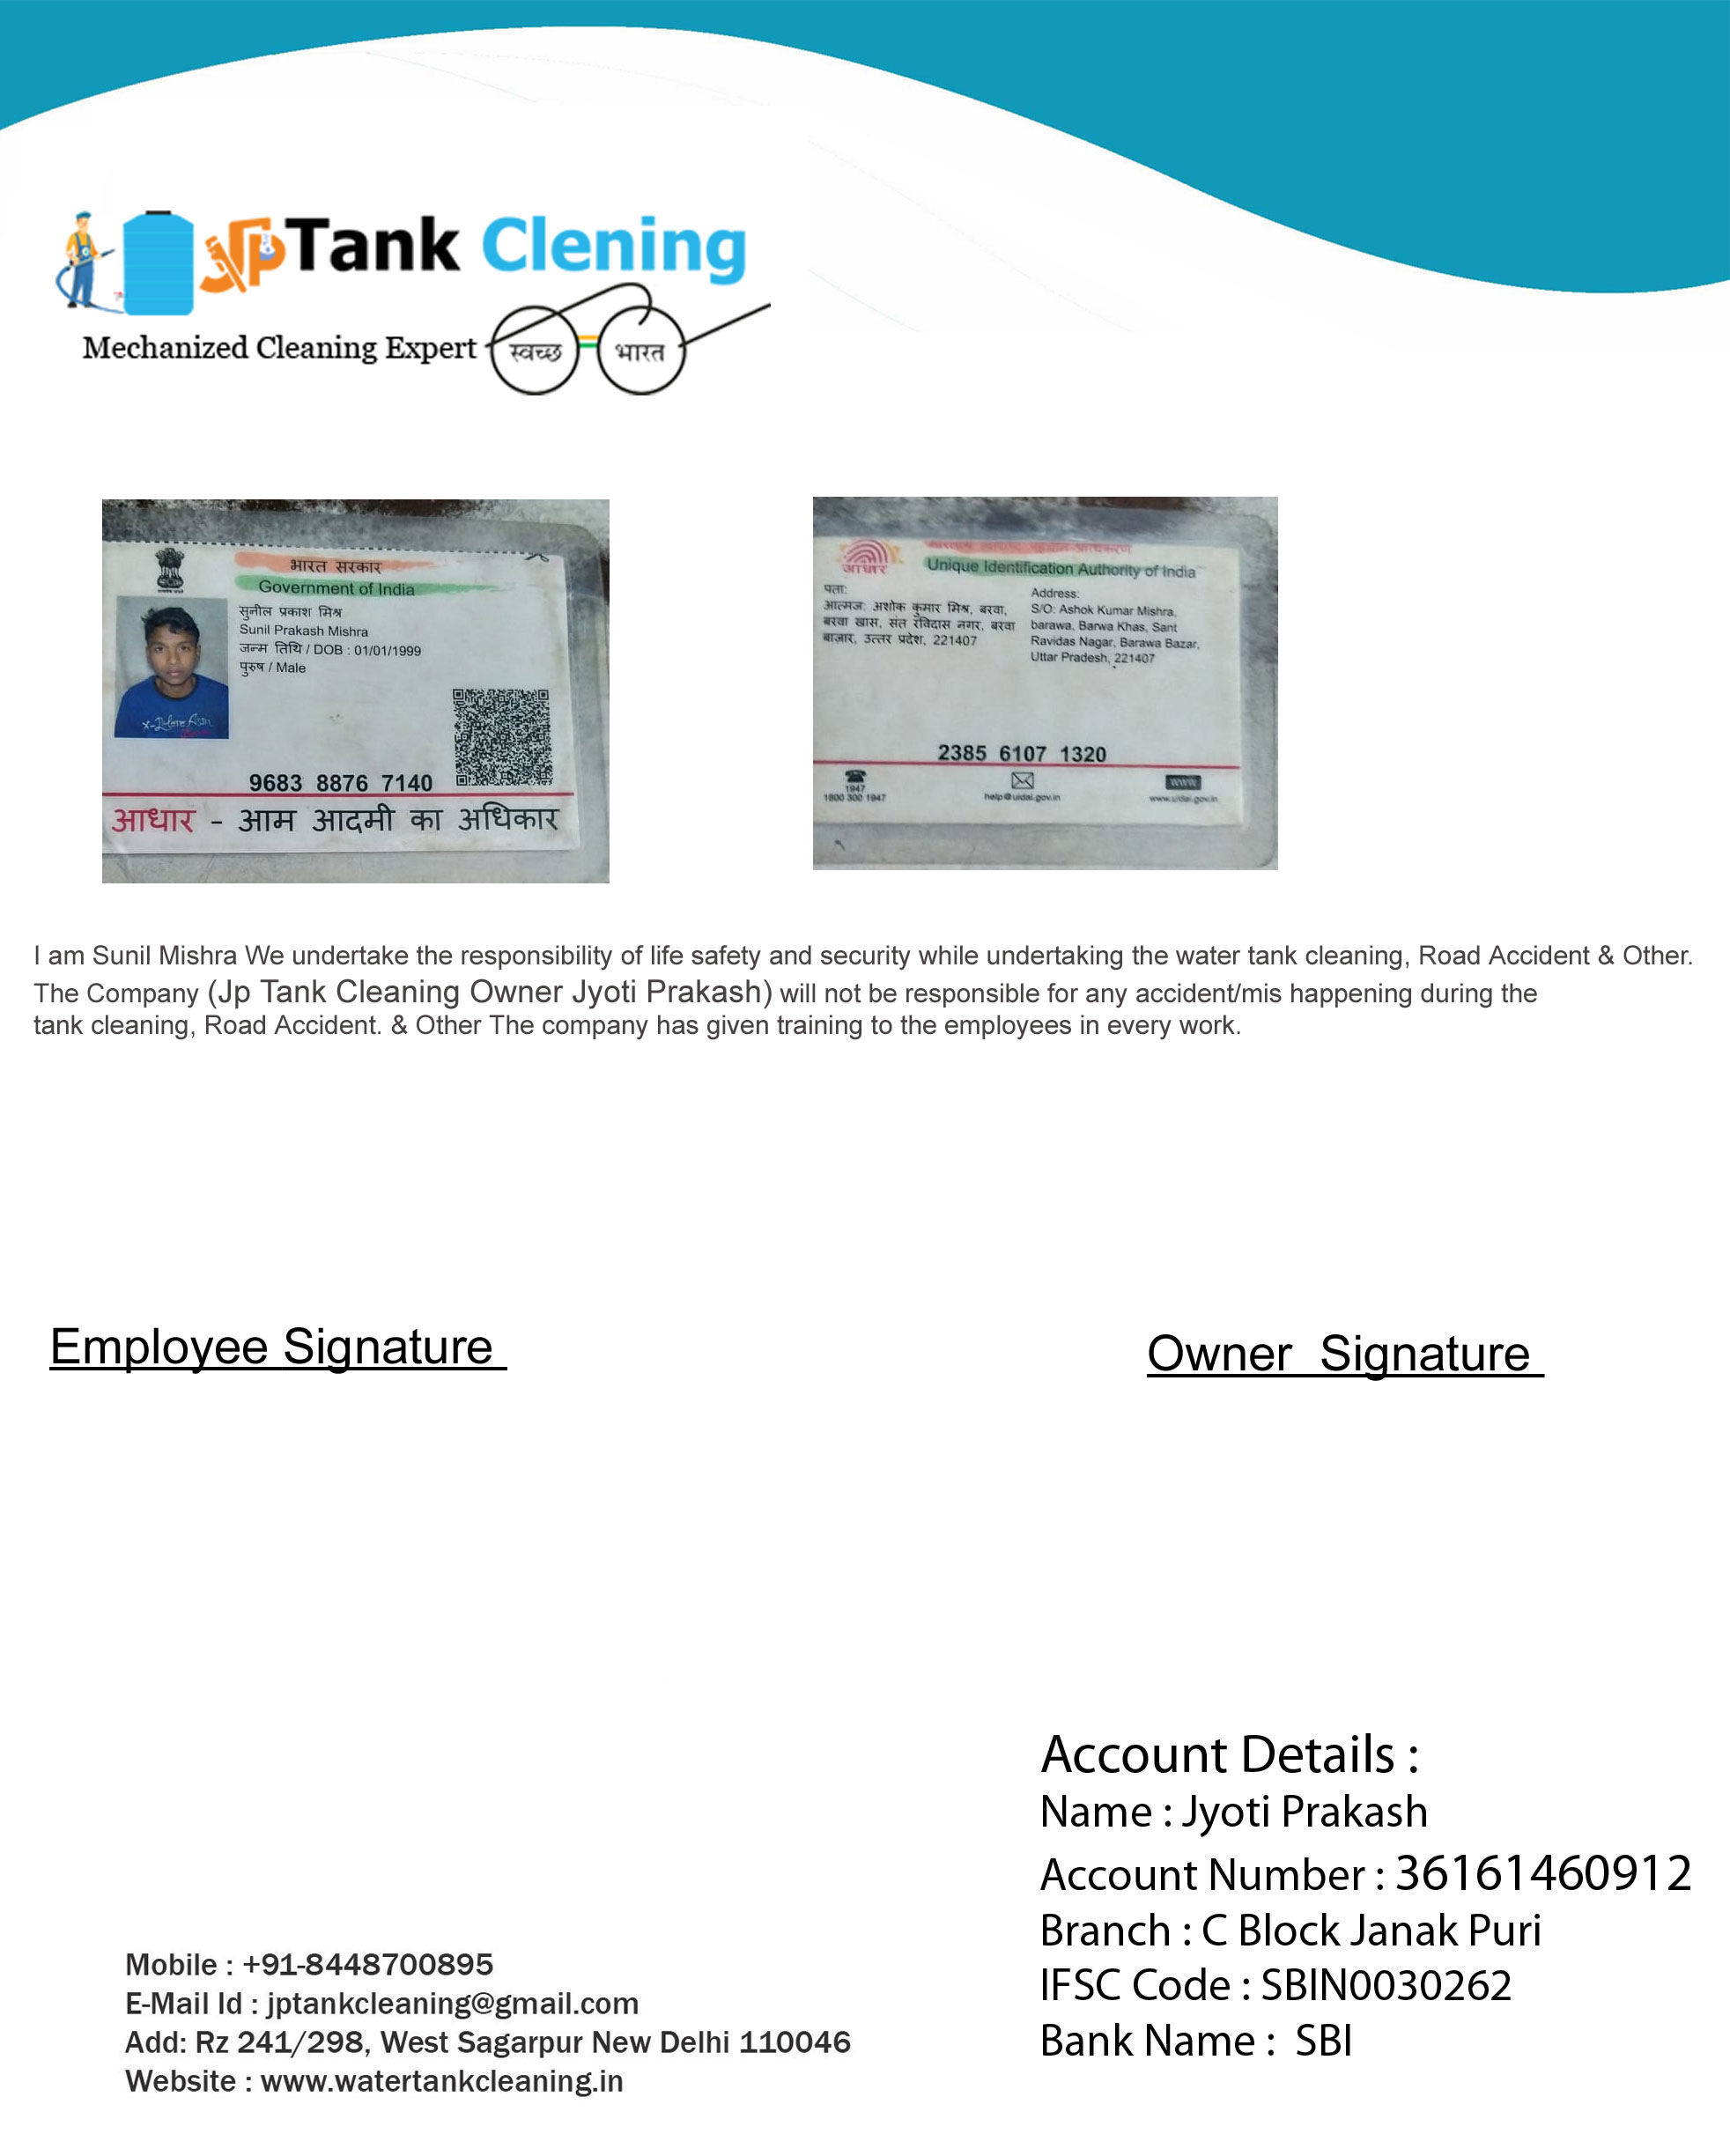 Jp Tank Clening
Mechanized Cleaning Expert
स्वच्छ भारत
भारत सरकार
Government of India
सुनील प्रकाश मिश्र
Sunil Prakash Mishra
जन्म तिथि / DOB : 01/01/1999
पुरुष / Male
9683 8876 7140
आधार - आम आदमी का अधिकार
आधार
Unique Identification Authority of India
पता:
आत्मज: अशोक कुमार मिश्र, बरवा,
बरवा खास, संत रविदास नगर, बरवा
बाज़ार, उत्तर प्रदेश, 221407
Address:
S/O: Ashok Kumar Mishra,
barawa, Barwa Khas, Sant
Ravidas Nagar, Barawa Bazar,
Uttar Pradesh, 221407
2385 6107 1320
1947
1800 300 1947
help@uidai.gov.in
www
www.uidai.gov.in
I am Sunil Mishra We undertake the responsibility of life safety and security while undertaking the water tank cleaning, Road Accident & Other.
The Company (Jp Tank Cleaning Owner Jyoti Prakash) will not be responsible for any accident/mis happening during the
tank cleaning, Road Accident. & Other The company has given training to the employees in every work.
Employee Signature
Owner Signature
Account Details :
Name : Jyoti Prakash
Account Number : 36161460912
Branch : C Block Janak Puri
IFSC Code : SBIN0030262
Bank Name : SBI
Mobile : +91-8448700895
E-Mail Id : jptankcleaning@gmail.com
Add: Rz 241/298, West Sagarpur New Delhi 110046
Website : www.watertankcleaning.in